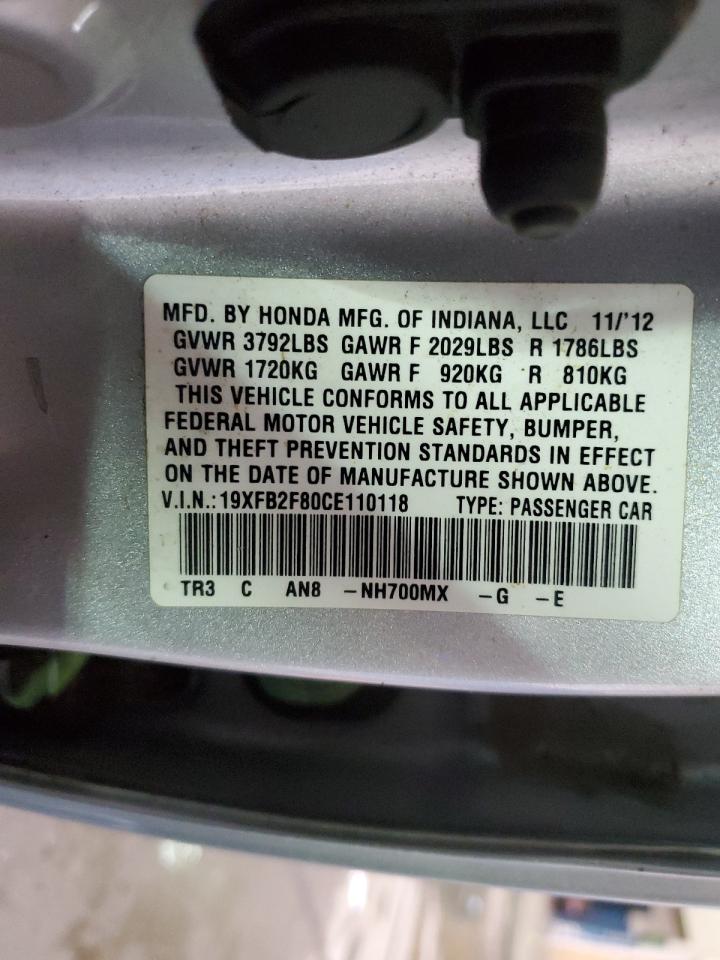 MFD. BY HONDA MFG. OF INDIANA, LLC 11/'12
GVWR 3792LBS GAWR F 2029LBS R 1786LBS
GVWR 1720KG GAWR F 920KG R 810KG
THIS VEHICLE CONFORMS TO ALL APPLICABLE
FEDERAL MOTOR VEHICLE SAFETY, BUMPER,
AND THEFT PREVENTION STANDARDS IN EFFECT
ON THE DATE OF MANUFACTURE SHOWN ABOVE.
V.I.N.:19XFB2F80CE110118 TYPE: PASSENGER CAR
TR3 C AN8 -NH700MX -G -E